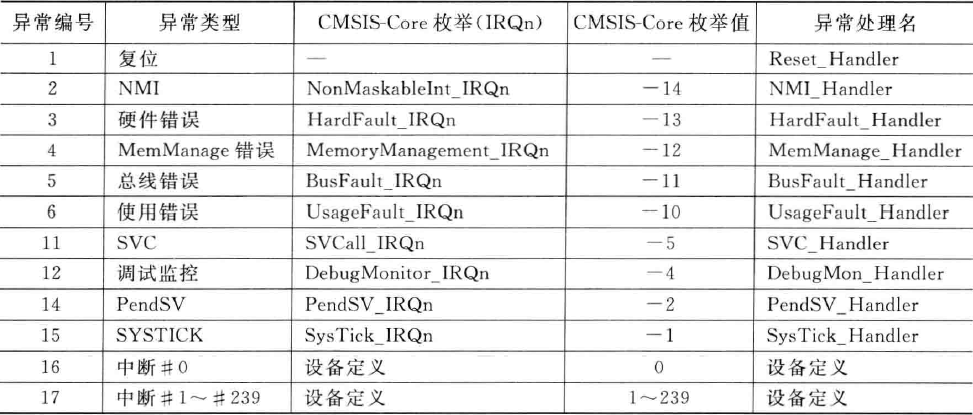 异常编号 异常类型 CMSIS-Core 枚举(IRQn) CMSIS-Core 枚举值 异常处理名
1 复位 — — Reset_Handler
2 NMI NonMaskableInt_IRQn －14 NMI_Handler
3 硬件错误 HardFault_IRQn －13 HardFault_Handler
4 MemManage 错误 MemoryManagement_IRQn －12 MemManage_Handler
5 总线错误 BusFault_IRQn －11 BusFault_Handler
6 使用错误 UsageFault_IRQn －10 UsageFault_Handler
11 SVC SVCall_IRQn －5 SVC_Handler
12 调试监控 DebugMonitor_IRQn －4 DebugMon_Handler
14 PendSV PendSV_IRQn －2 PendSV_Handler
15 SYSTICK SysTick_IRQn －1 SysTick_Handler
16 中断＃0 设备定义 0 设备定义
17 中断＃1～＃239 设备定义 1～239 设备定义